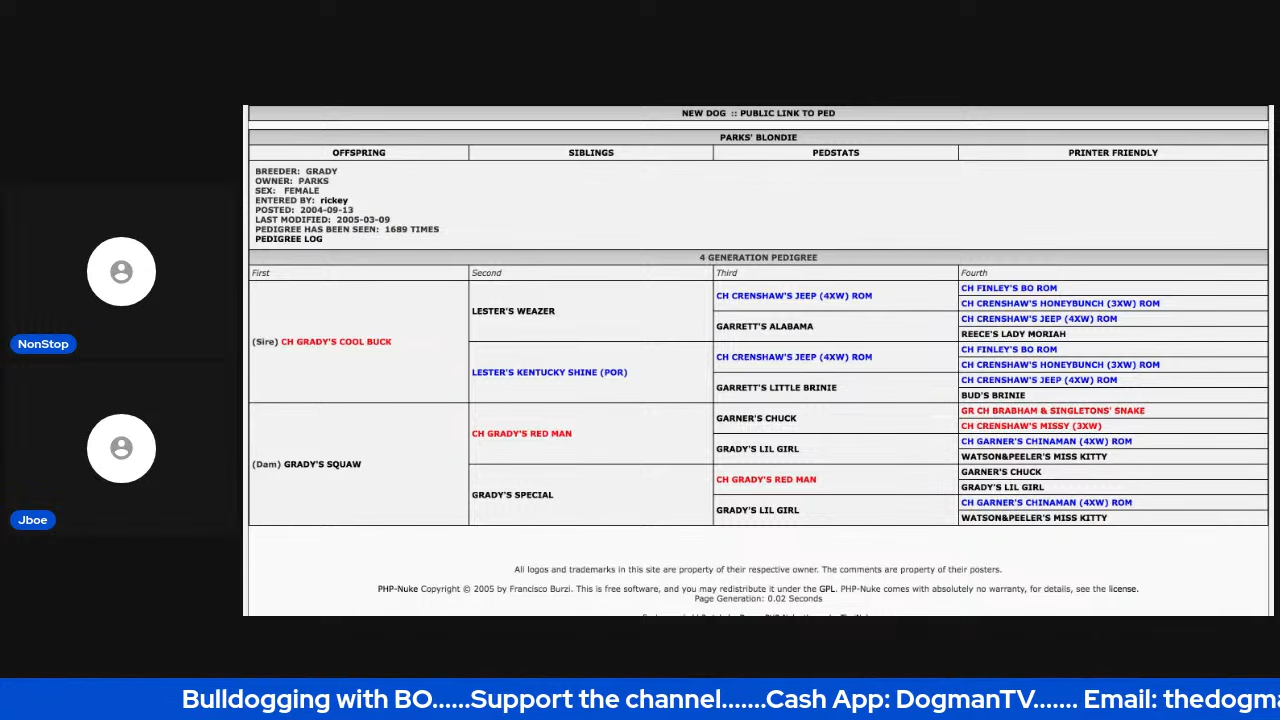 NEW DOG :: PUBLIC LINK TO PED
PARKS' BLONDIE
OFFSPRING SIBLINGS PEDSTATS PRINTER FRIENDLY
BREEDER: GRADY
OWNER: PARKS
SEX: FEMALE
ENTERED BY: rickey
POSTED: 2004-09-13
LAST MODIFIED: 2005-03-09
PEDIGREE HAS BEEN SEEN: 1689 TIMES
PEDIGREE LOG
4 GENERATION PEDIGREE
First Second Third Fourth
(Sire) CH GRADY'S COOL BUCK
LESTER'S WEAZER
CH CRENSHAW'S JEEP (4XW) ROM
CH FINLEY'S BO ROM
CH CRENSHAW'S HONEYBUNCH (3XW) ROM
GARRETT'S ALABAMA
CH CRENSHAW'S JEEP (4XW) ROM
REECE'S LADY MORIAH
LESTER'S KENTUCKY SHINE (POR)
CH CRENSHAW'S JEEP (4XW) ROM
CH FINLEY'S BO ROM
CH CRENSHAW'S HONEYBUNCH (3XW) ROM
GARRETT'S LITTLE BRINIE
CH CRENSHAW'S JEEP (4XW) ROM
BUD'S BRINIE
(Dam) GRADY'S SQUAW
CH GRADY'S RED MAN
GARNER'S CHUCK
GR CH BRABHAM & SINGLETONS' SNAKE
CH CRENSHAW'S MISSY (3XW)
GRADY'S LIL GIRL
CH GARNER'S CHINAMAN (4XW) ROM
WATSON&PEELER'S MISS KITTY
GRADY'S SPECIAL
CH GRADY'S RED MAN
GARNER'S CHUCK
GRADY'S LIL GIRL
GRADY'S LIL GIRL
CH GARNER'S CHINAMAN (4XW) ROM
WATSON&PEELER'S MISS KITTY
All logos and trademarks in this site are property of their respective owner. The comments are property of their posters.
PHP-Nuke Copyright © 2005 by Francisco Burzi. This is free software, and you may redistribute it under the GPL. PHP-Nuke comes with absolutely no warranty, for details, see the license.
Page Generation: 0.02 Seconds
NonStop
Jboe
Bulldogging with BO......Support the channel.......Cash App: DogmanTV....... Email: thedogm